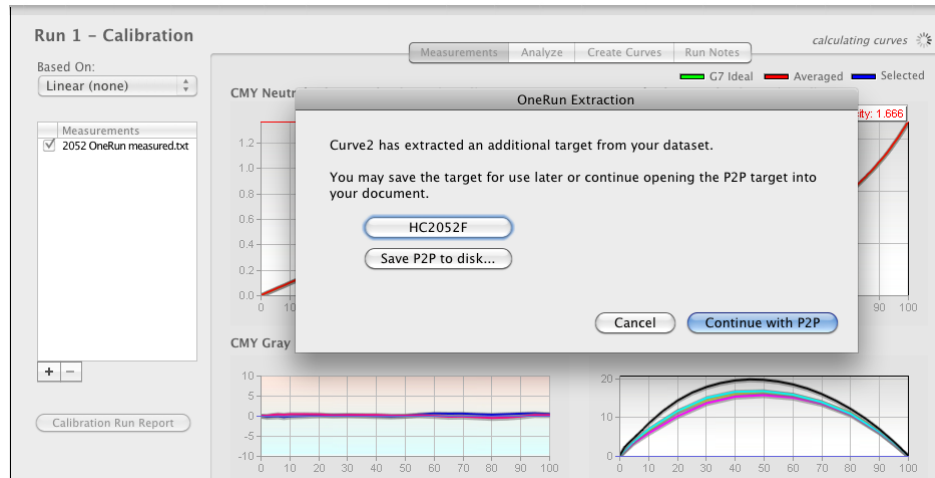 Run 1 – Calibration
calculating curves
Measurements Analyze Create Curves Run Notes
Based On:
Linear (none)
G7 Ideal Averaged Selected
CMY Neutr
OneRun Extraction
ity: 1.666
Measurements
2052 OneRun measured.txt
Curve2 has extracted an additional target from your dataset.
You may save the target for use later or continue opening the P2P target into
your document.
HC2052F
Save P2P to disk...
Cancel Continue with P2P
1.2
1.0
0.8
0.6
0.4
0.2
0.0
0 10
90 100
CMY Gray
+ –
Calibration Run Report
10
5
0
-5
-10
0 10 20 30 40 50 60 70 80 90 100
20
10
0
0 10 20 30 40 50 60 70 80 90 100